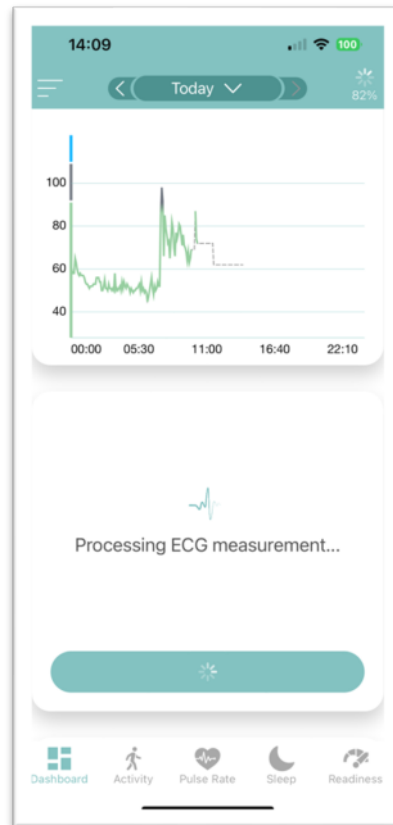 14:09
100
Today
82%
100
80
60
40
00:00 05:30 11:00 16:40 22:10
Processing ECG measurement...
Dashboard Activity Pulse Rate Sleep Readiness